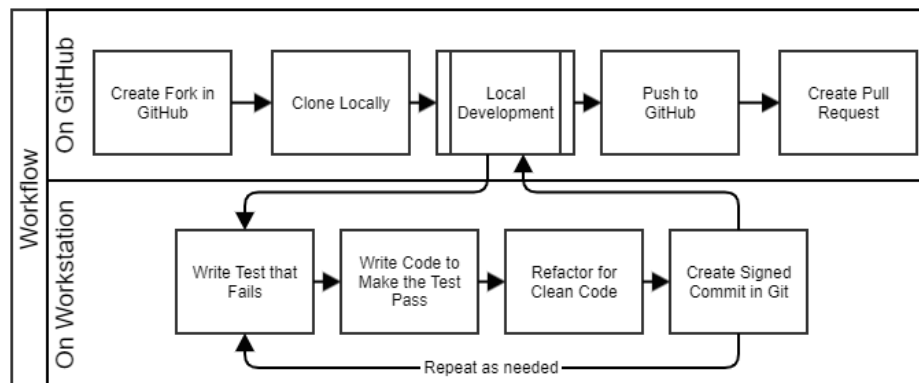 Workflow
On GitHub
Create Fork in
GitHub
Clone Locally
Local
Development
Push to
GitHub
Create Pull
Request
On Workstation
Write Test that
Fails
Write Code to
Make the Test
Pass
Refactor for
Clean Code
Create Signed
Commit in Git
Repeat as needed